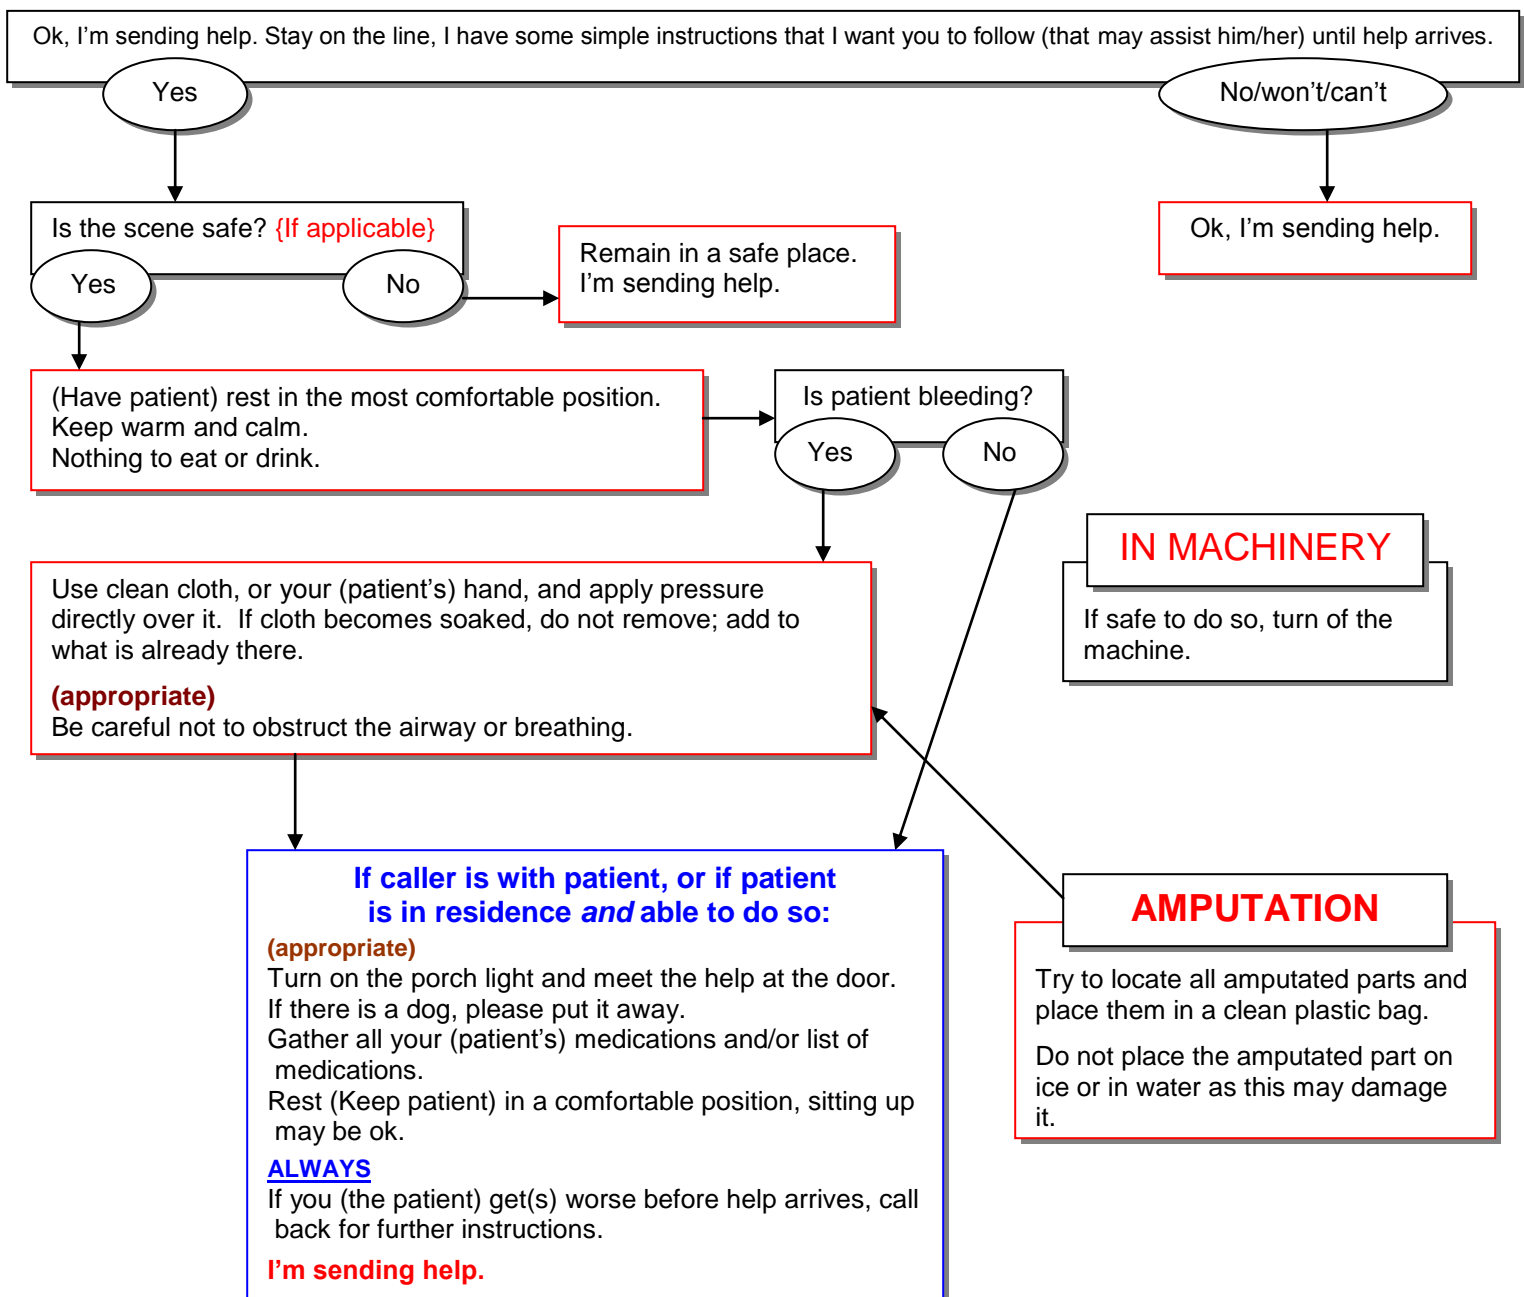 Ok, I’m sending help. Stay on the line, I have some simple instructions that I want you to follow (that may assist him/her) until help arrives.
Yes
No/won’t/can’t
Is the scene safe? {If applicable}
Yes
No
Remain in a safe place.
I’m sending help.
Ok, I’m sending help.
(Have patient) rest in the most comfortable position.
Keep warm and calm.
Nothing to eat or drink.
Is patient bleeding?
Yes
No
Use clean cloth, or your (patient’s) hand, and apply pressure
directly over it.  If cloth becomes soaked, do not remove; add to
what is already there.
(appropriate)
Be careful not to obstruct the airway or breathing.
IN MACHINERY
If safe to do so, turn of the
machine.
If caller is with patient, or if patient
is in residence and able to do so:
(appropriate)
Turn on the porch light and meet the help at the door.
If there is a dog, please put it away.
Gather all your (patient’s) medications and/or list of
medications.
Rest (Keep patient) in a comfortable position, sitting up
may be ok.
ALWAYS
If you (the patient) get(s) worse before help arrives, call
back for further instructions.
I’m sending help.
AMPUTATION
Try to locate all amputated parts and
place them in a clean plastic bag.
Do not place the amputated part on
ice or in water as this may damage
it.